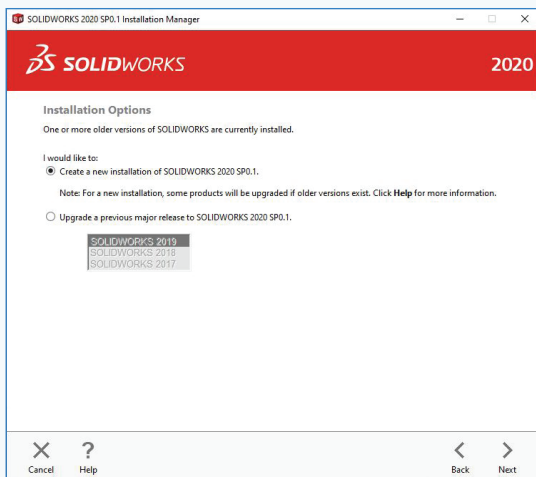 SOLIDWORKS 2020 SP0.1 Installation Manager
SOLIDWORKS
2020
Installation Options
One or more older versions of SOLIDWORKS are currently installed.
I would like to:
Create a new installation of SOLIDWORKS 2020 SP0.1.
Note: For a new installation, some products will be upgraded if older versions exist. Click Help for more information.
Upgrade a previous major release to SOLIDWORKS 2020 SP0.1.
SOLIDWORKS 2019
SOLIDWORKS 2018
SOLIDWORKS 2017
Cancel
Help
Back
Next